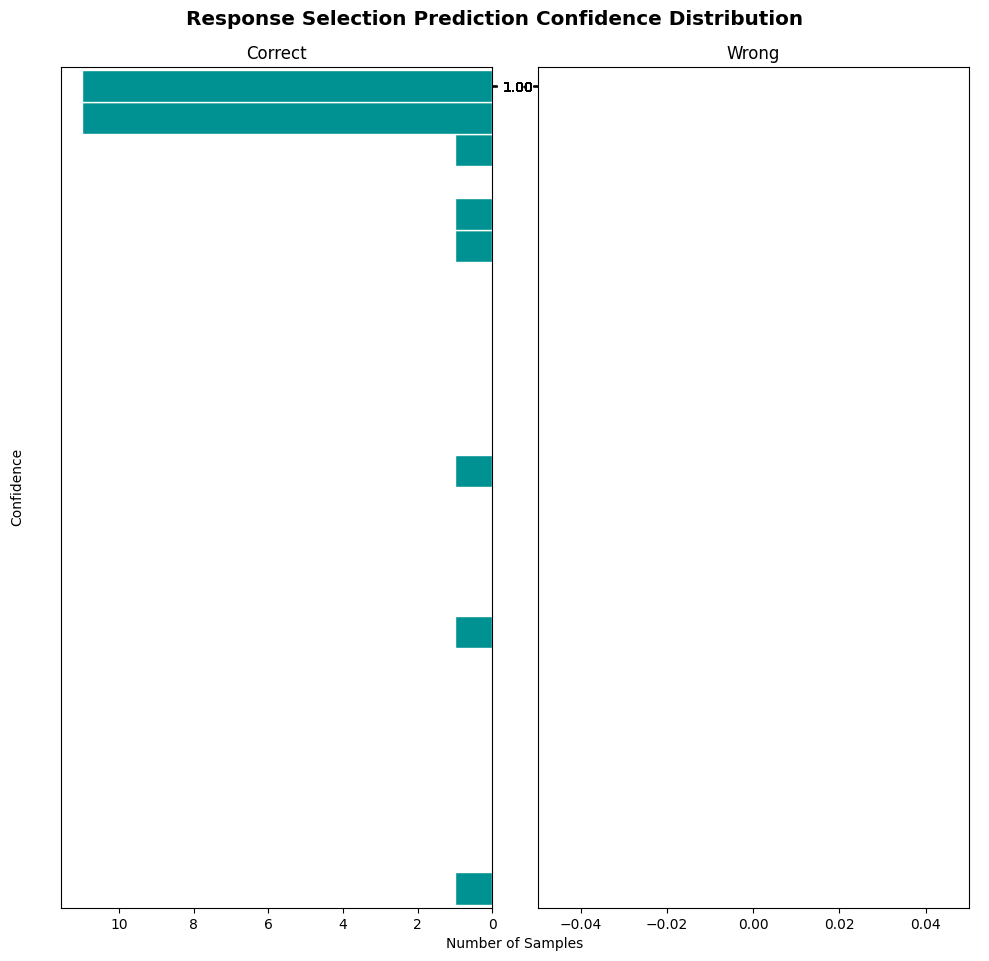 Response Selection Prediction Confidence Distribution
Correct
Wrong
1.00
Confidence
10 8 6 4 2 0
−0.04 −0.02 0.00 0.02 0.04
Number of Samples